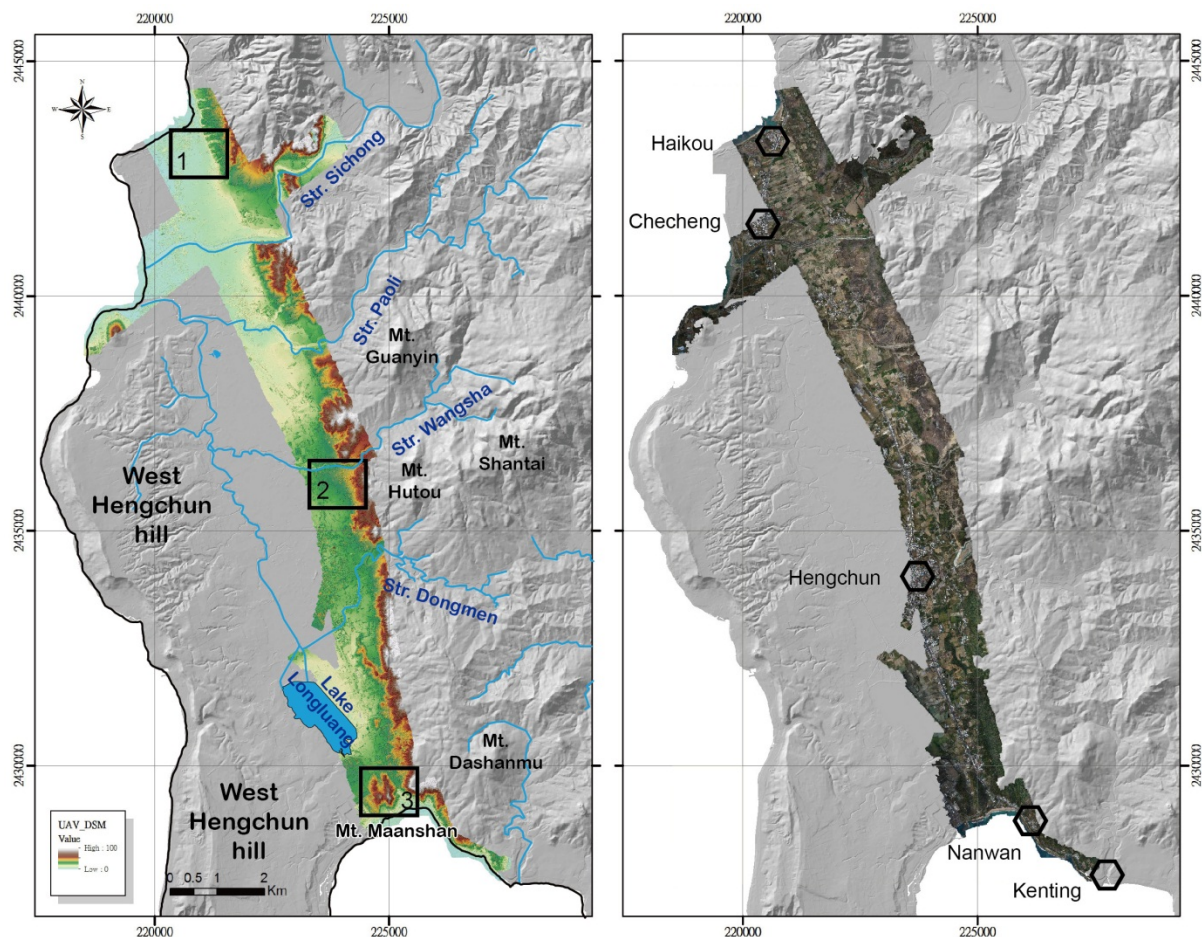 220000
225000
220000
225000
2445000
2440000
2435000
2430000
N
W
E
S
1
Str. Sichong
Str. Paoli
Mt.
Guanyin
Str. Wangsha
Mt.
Shantai
2
Mt.
Hutou
West
Hengchun
hill
Str. Dongmen
Lake
Longluang
Mt.
Dashanmu
West
Hengchun
hill
3
Mt. Maanshan
UAV_DSM
Value
High : 100
Low : 0
0 0.5 1 2
Km
220000
225000
Haikou
Checheng
Hengchun
Nanwan
Kenting
2445000
2440000
2435000
2430000
220000
225000